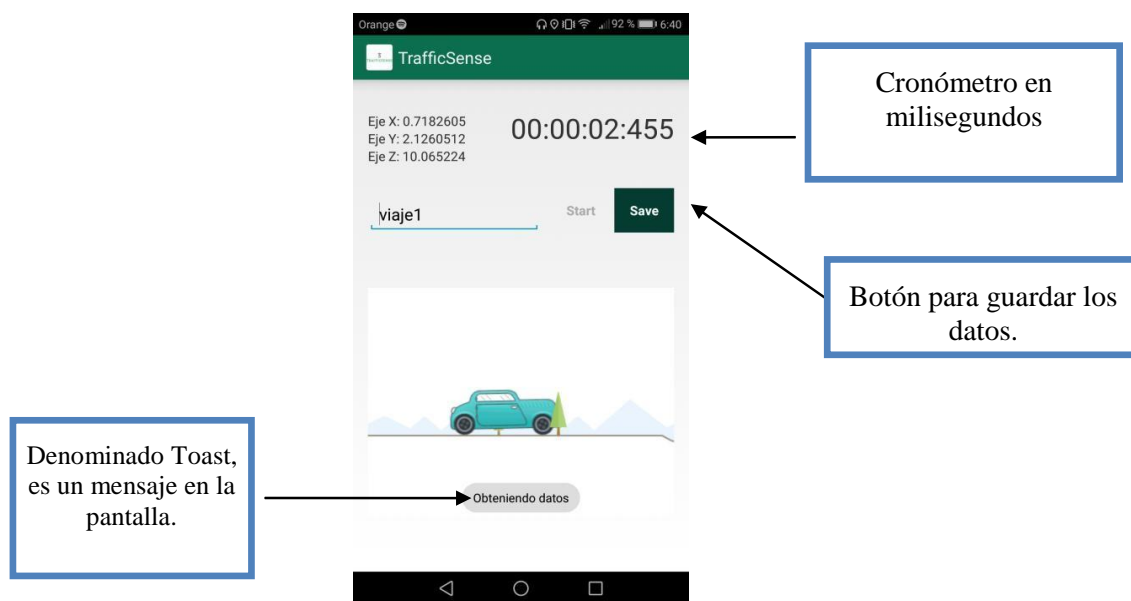 Orange
92 % 6:40
TrafficSense
Eje X: 0.7182605
Eje Y: 2.1260512
Eje Z: 10.065224
00:00:02:455
Cronómetro en
milisegundos
viaje1
Start
Save
Botón para guardar los
datos.
Denominado Toast,
es un mensaje en la
pantalla.
Obteniendo datos